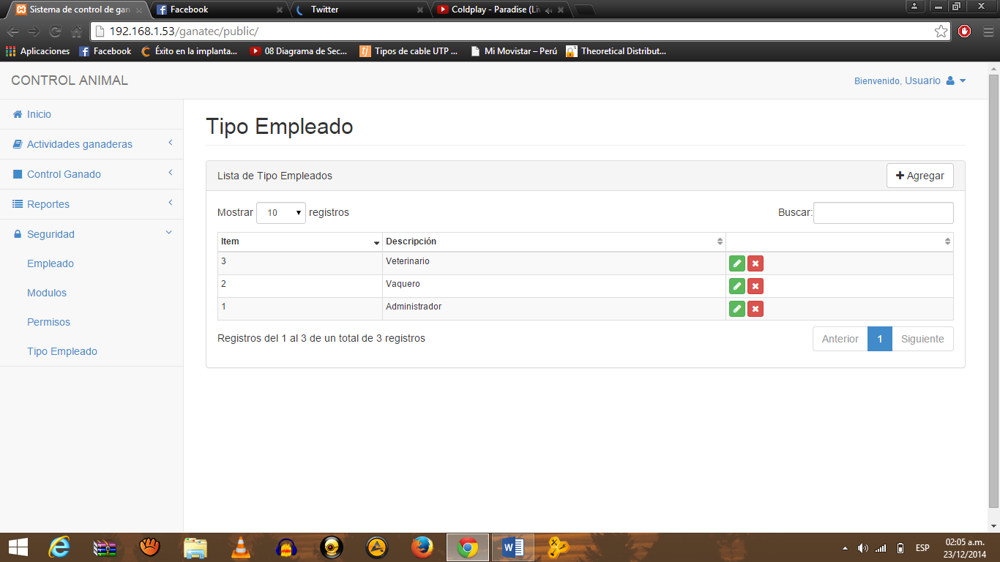 Sistema de control de gan
Facebook
Twitter
Coldplay - Paradise (Liv
192.168.1.53/ganatec/public/
Aplicaciones
Facebook
Éxito en la implanta...
08 Diagrama de Sec...
Tipos de cable UTP ...
Mi Movistar – Perú
Theoretical Distribut...
CONTROL ANIMAL
Bienvenido, Usuario
Inicio
Actividades ganaderas
Control Ganado
Reportes
Seguridad
Empleado
Modulos
Permisos
Tipo Empleado
Tipo Empleado
Lista de Tipo Empleados
Agregar
Mostrar 10 registros
Buscar:
Item Descripción
3 Veterinario
2 Vaquero
1 Administrador
Registros del 1 al 3 de un total de 3 registros
Anterior 1 Siguiente
ESP
02:05 a.m.
23/12/2014